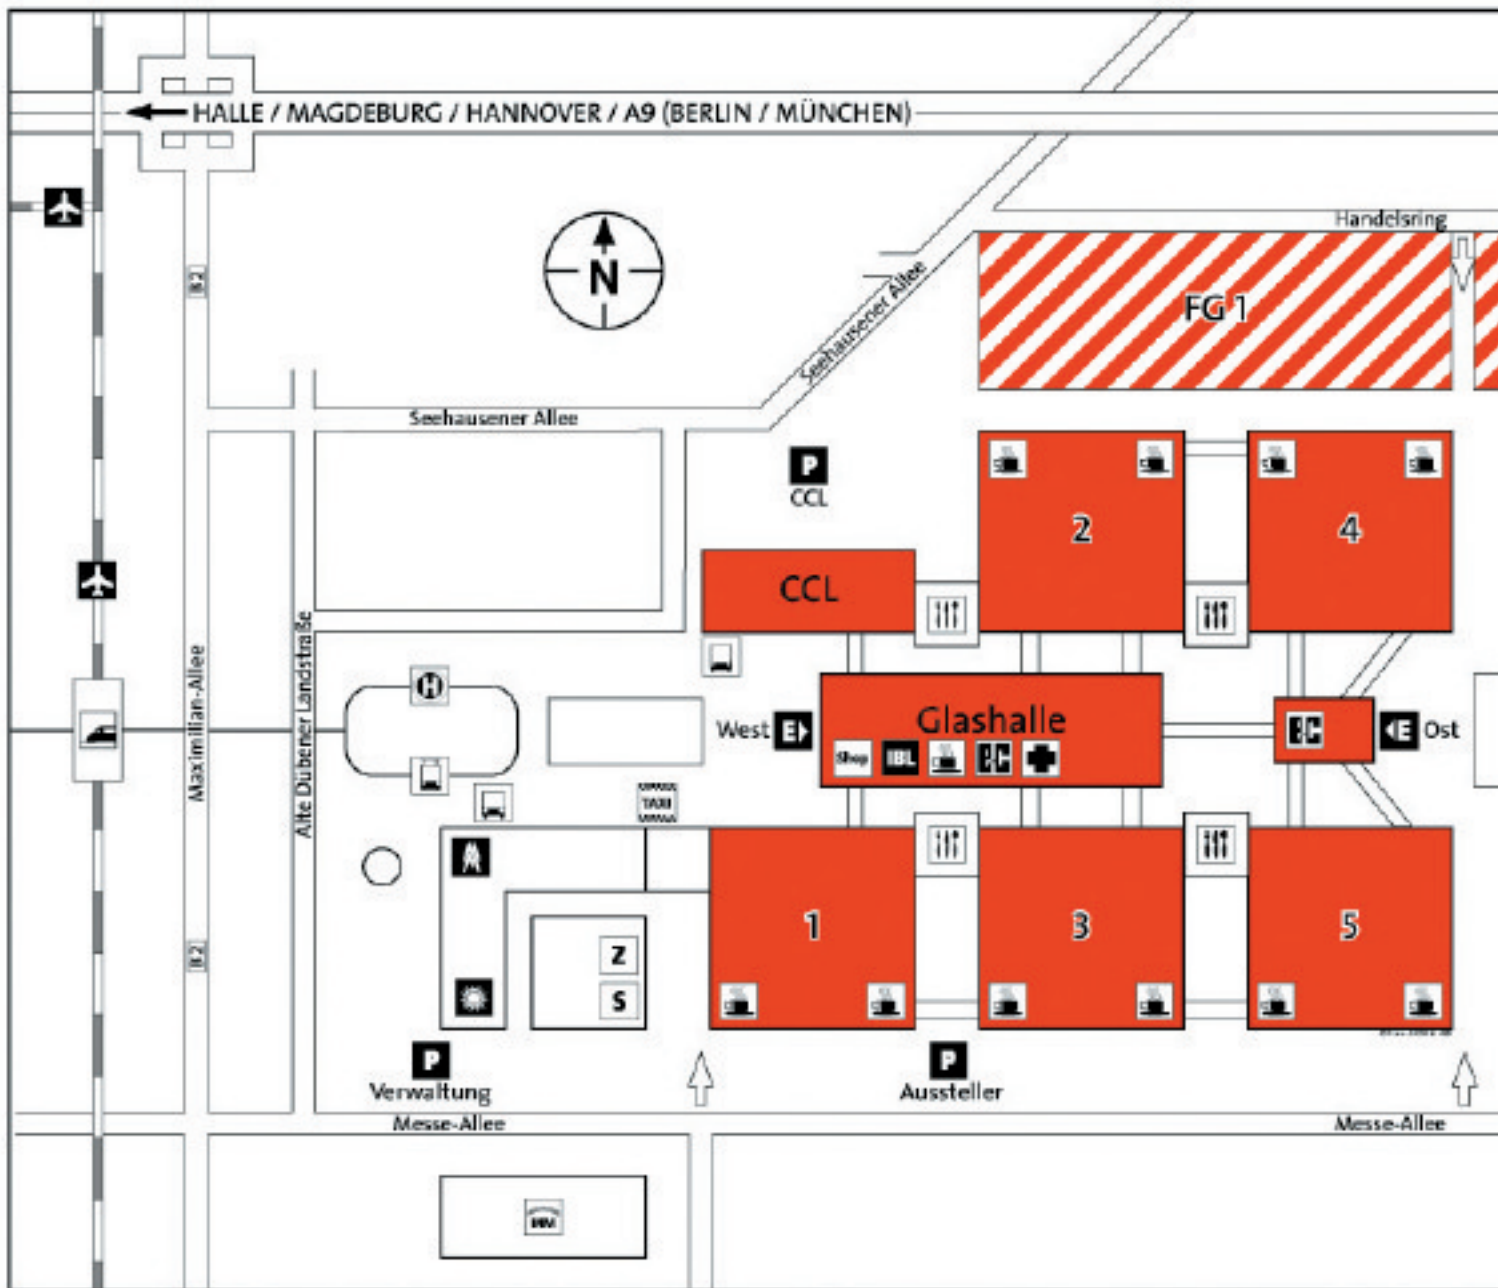 HALLE / MAGDEBURG / HANNOVER / A9 (BERLIN / MÜNCHEN)
Handelsring
B2
N
FG 1
Seehausener Allee
Seehausener Allee
P
CCL
2
4
CCL
Alte Dübener Landstraße
Maximilian-Allee
H
West
E
Glashalle
EC
E
Ost
Shop
IBL
EC
TAXI
1
3
5
B2
Z
S
P
Verwaltung
P
Aussteller
Messe-Allee
Messe-Allee